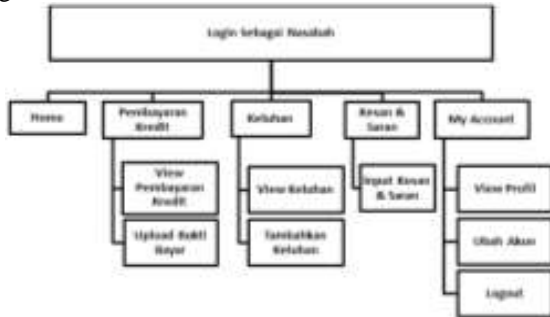 Login Sebagai Nasabah
Home
Pembayaran
Kredit
Keluhan
Kesan &
Saran
My Account
View
Pembayaran
Kredit
View Keluhan
Input Kesan
& Saran
View Profil
Upload Bukti
Bayar
Tambahkan
Keluhan
Ubah Akun
Logout